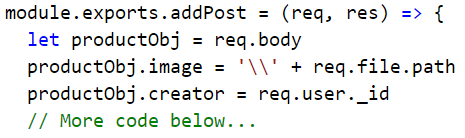 module.exports.addPost = (req, res) => {
let productObj = req.body
productObj.image = '\\' + req.file.path
productObj.creator = req.user._id
// More code below...